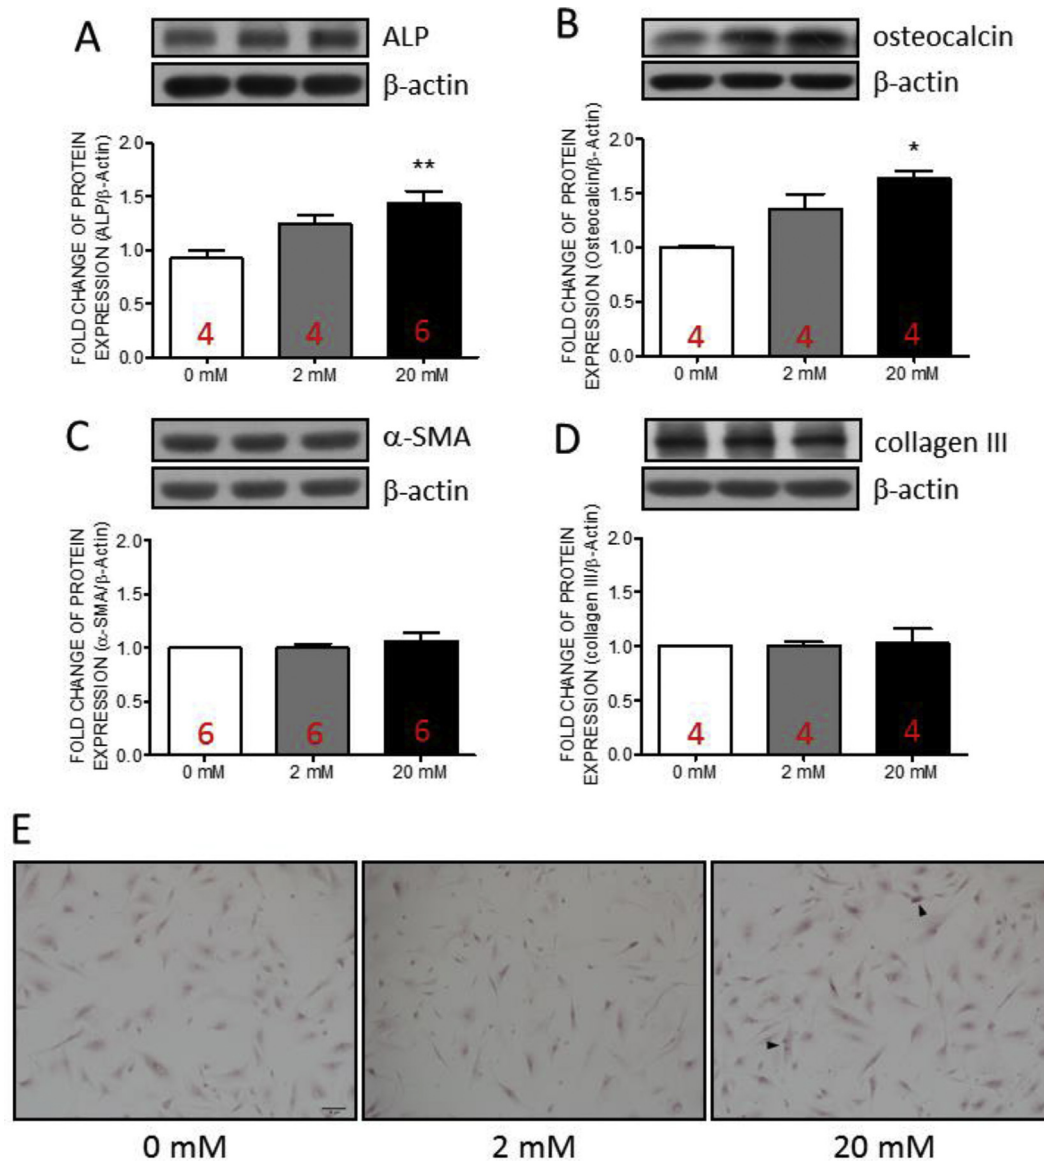 A
ALP
β-actin
FOLD CHANGE OF PROTEIN
EXPRESSION (ALP/β-Actin)
2.0
1.5
1.0
0.5
0.0
**
4
4
6
0 mM
2 mM
20 mM
B
osteocalcin
β-actin
FOLD CHANGE OF PROTEIN
EXPRESSION (Osteocalcin/β-Actin)
2.0
1.5
1.0
0.5
0.0
*
4
4
4
0 mM
2 mM
20 mM
C
α-SMA
β-actin
FOLD CHANGE OF PROTEIN
EXPRESSION (α-SMA/β-Actin)
2.0
1.5
1.0
0.5
0.0
6
6
6
0 mM
2 mM
20 mM
D
collagen III
β-actin
FOLD CHANGE OF PROTEIN
EXPRESSION (collagen III/β-Actin)
2.0
1.5
1.0
0.5
0.0
4
4
4
0 mM
2 mM
20 mM
E
0 mM
2 mM
20 mM